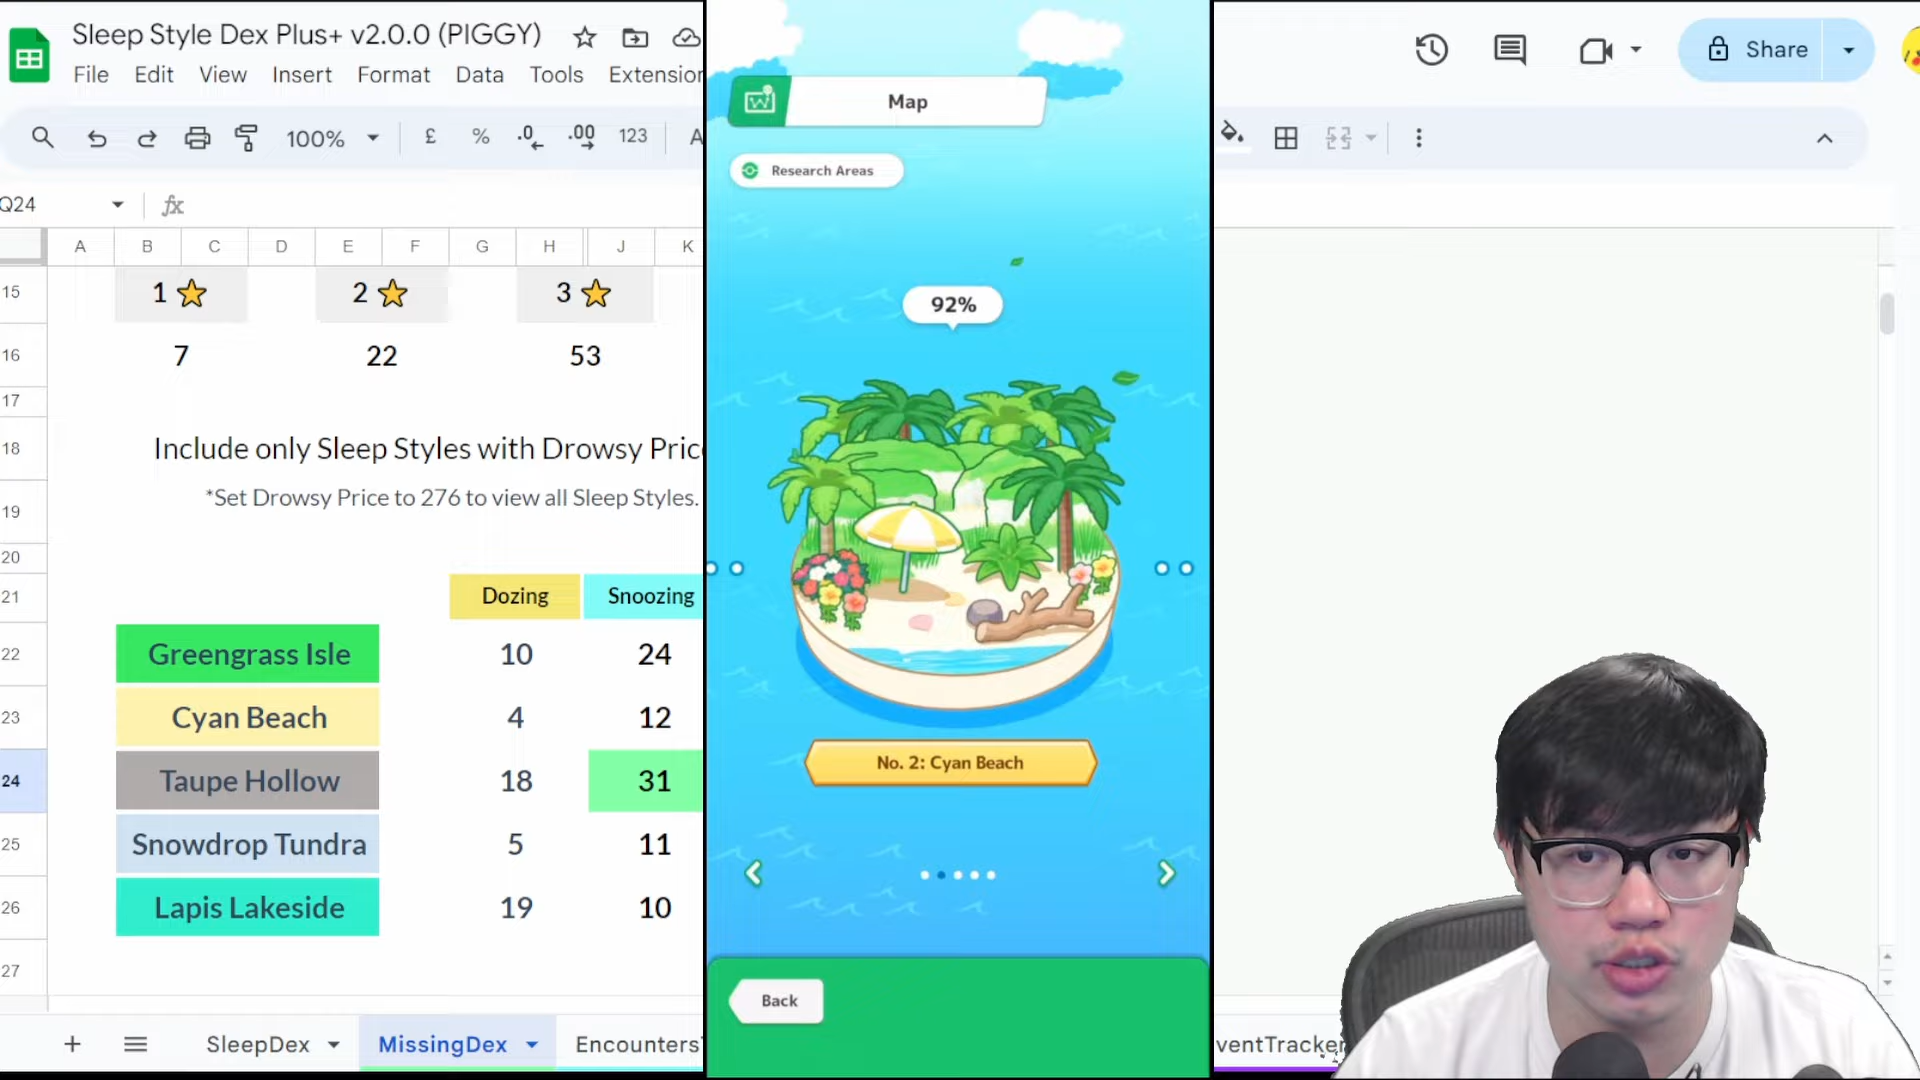 Sleep Style Dex Plus+ v2.0.0 (PIGGY)
File Edit View Insert Format Data Tools Extension
Share
100% £ % .0 .00 123 A
Q24 fx
A B C D E F G H J K
15 1 2 3
16 7 22 53
17
18 Include only Sleep Styles with Drowsy Pric
19 *Set Drowsy Price to 276 to view all Sleep Styles.
20
21 Dozing Snoozing
22 Greengrass Isle 10 24
23 Cyan Beach 4 12
24 Taupe Hollow 18 31
25 Snowdrop Tundra 5 11
26 Lapis Lakeside 19 10
27
+ SleepDex MissingDex Encounters
Map
Research Areas
92%
No. 2: Cyan Beach
Back
ventTracker